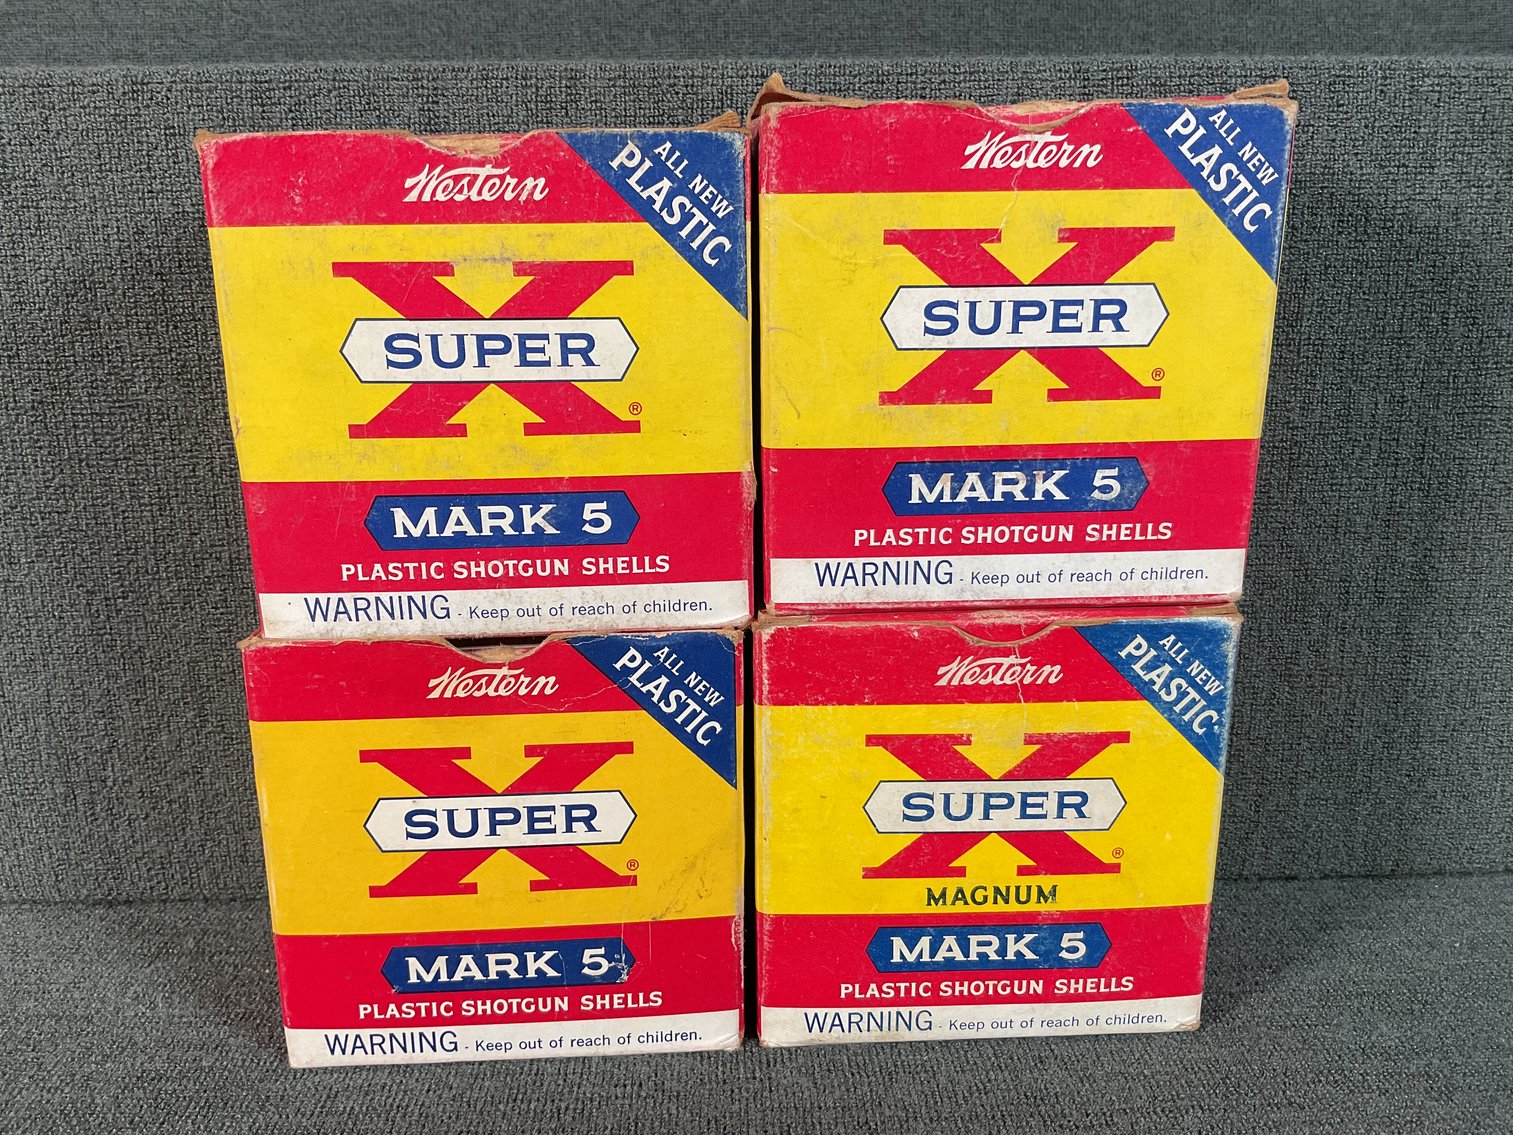 Western
ALL NEW
PLASTIC
X
SUPER
®
MARK 5
PLASTIC SHOTGUN SHELLS
WARNING - Keep out of reach of children.
Western
ALL NEW
PLASTIC
X
SUPER
®
MARK 5
PLASTIC SHOTGUN SHELLS
WARNING - Keep out of reach of children.
Western
ALL NEW
PLASTIC
X
SUPER
®
MARK 5
PLASTIC SHOTGUN SHELLS
WARNING - Keep out of reach of children.
Western
ALL NEW
PLASTIC
X
SUPER
®
MAGNUM
MARK 5
PLASTIC SHOTGUN SHELLS
WARNING - Keep out of reach of children.